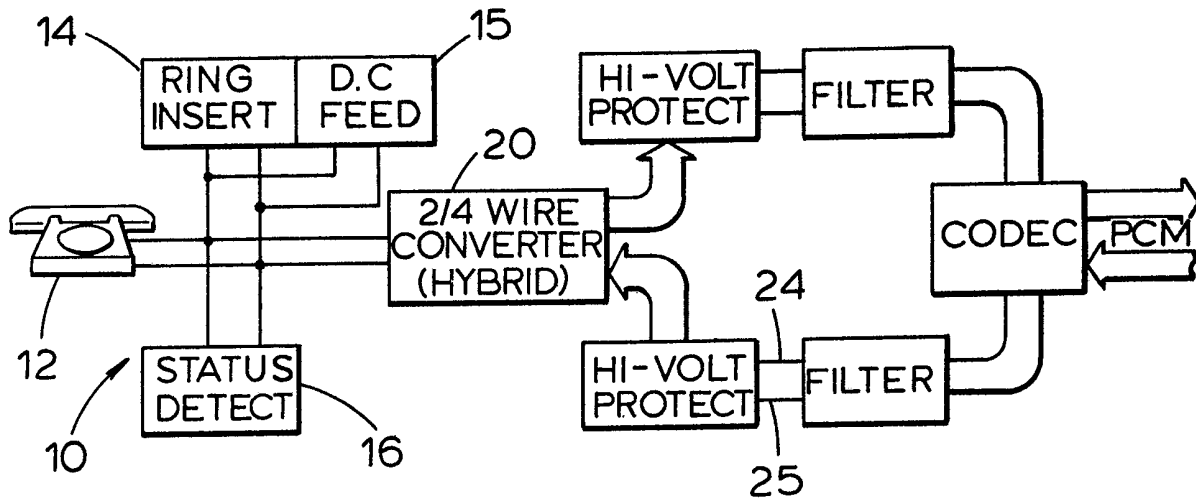 14
15
RING
INSERT
D.C
FEED
HI-VOLT
PROTECT
FILTER
20
2/4 WIRE
CONVERTER
(HYBRID)
CODEC
PCM
12
24
STATUS
DETECT
HI-VOLT
PROTECT
FILTER
10
16
25